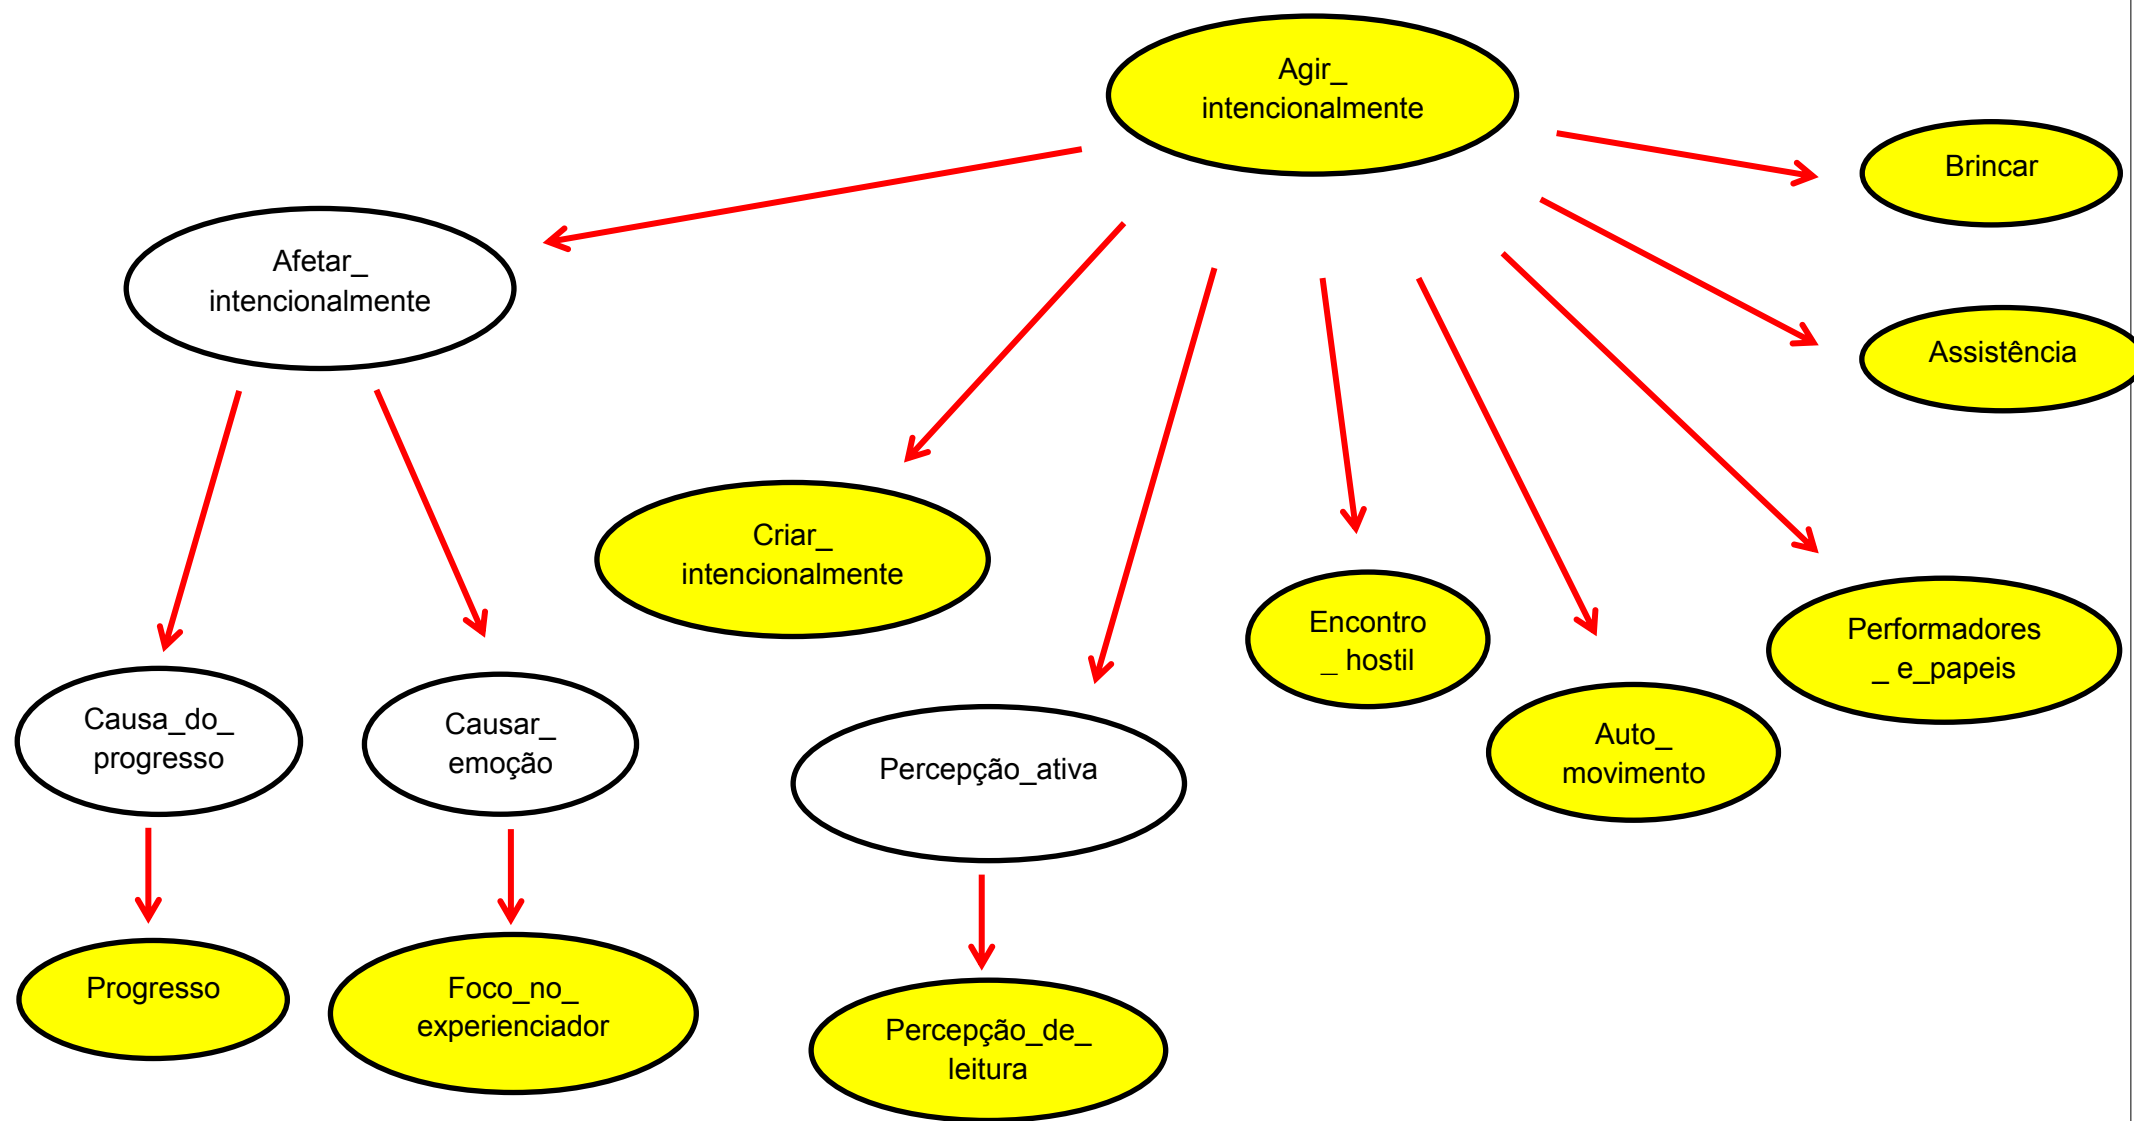 Agir_
intencionalmente
Brincar
Afetar_
intencionalmente
Assistência
Criar_
intencionalmente
Encontro
_ hostil
Performadores
_ e_papeis
Causa_do_
progresso
Causar_
emoção
Percepção_ativa
Auto_
movimento
Progresso
Foco_no_
experienciador
Percepção_de_
leitura